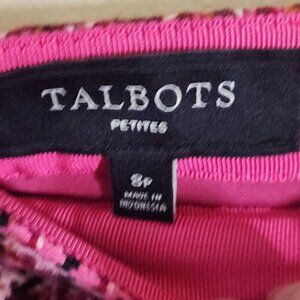 TALBOTS
PETITES
8P
MADE IN
INDONESIA